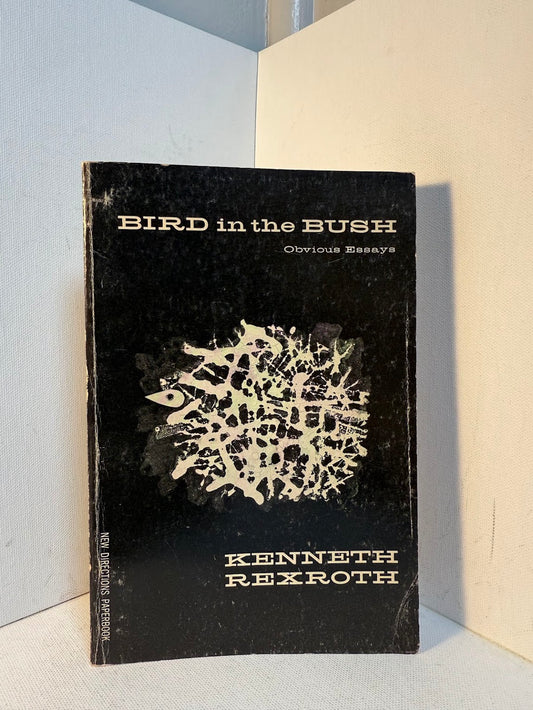 BIRD in the BUSH
Obvious Essays
KENNETH
REXROTH
NEW DIRECTIONS PAPERBOOK